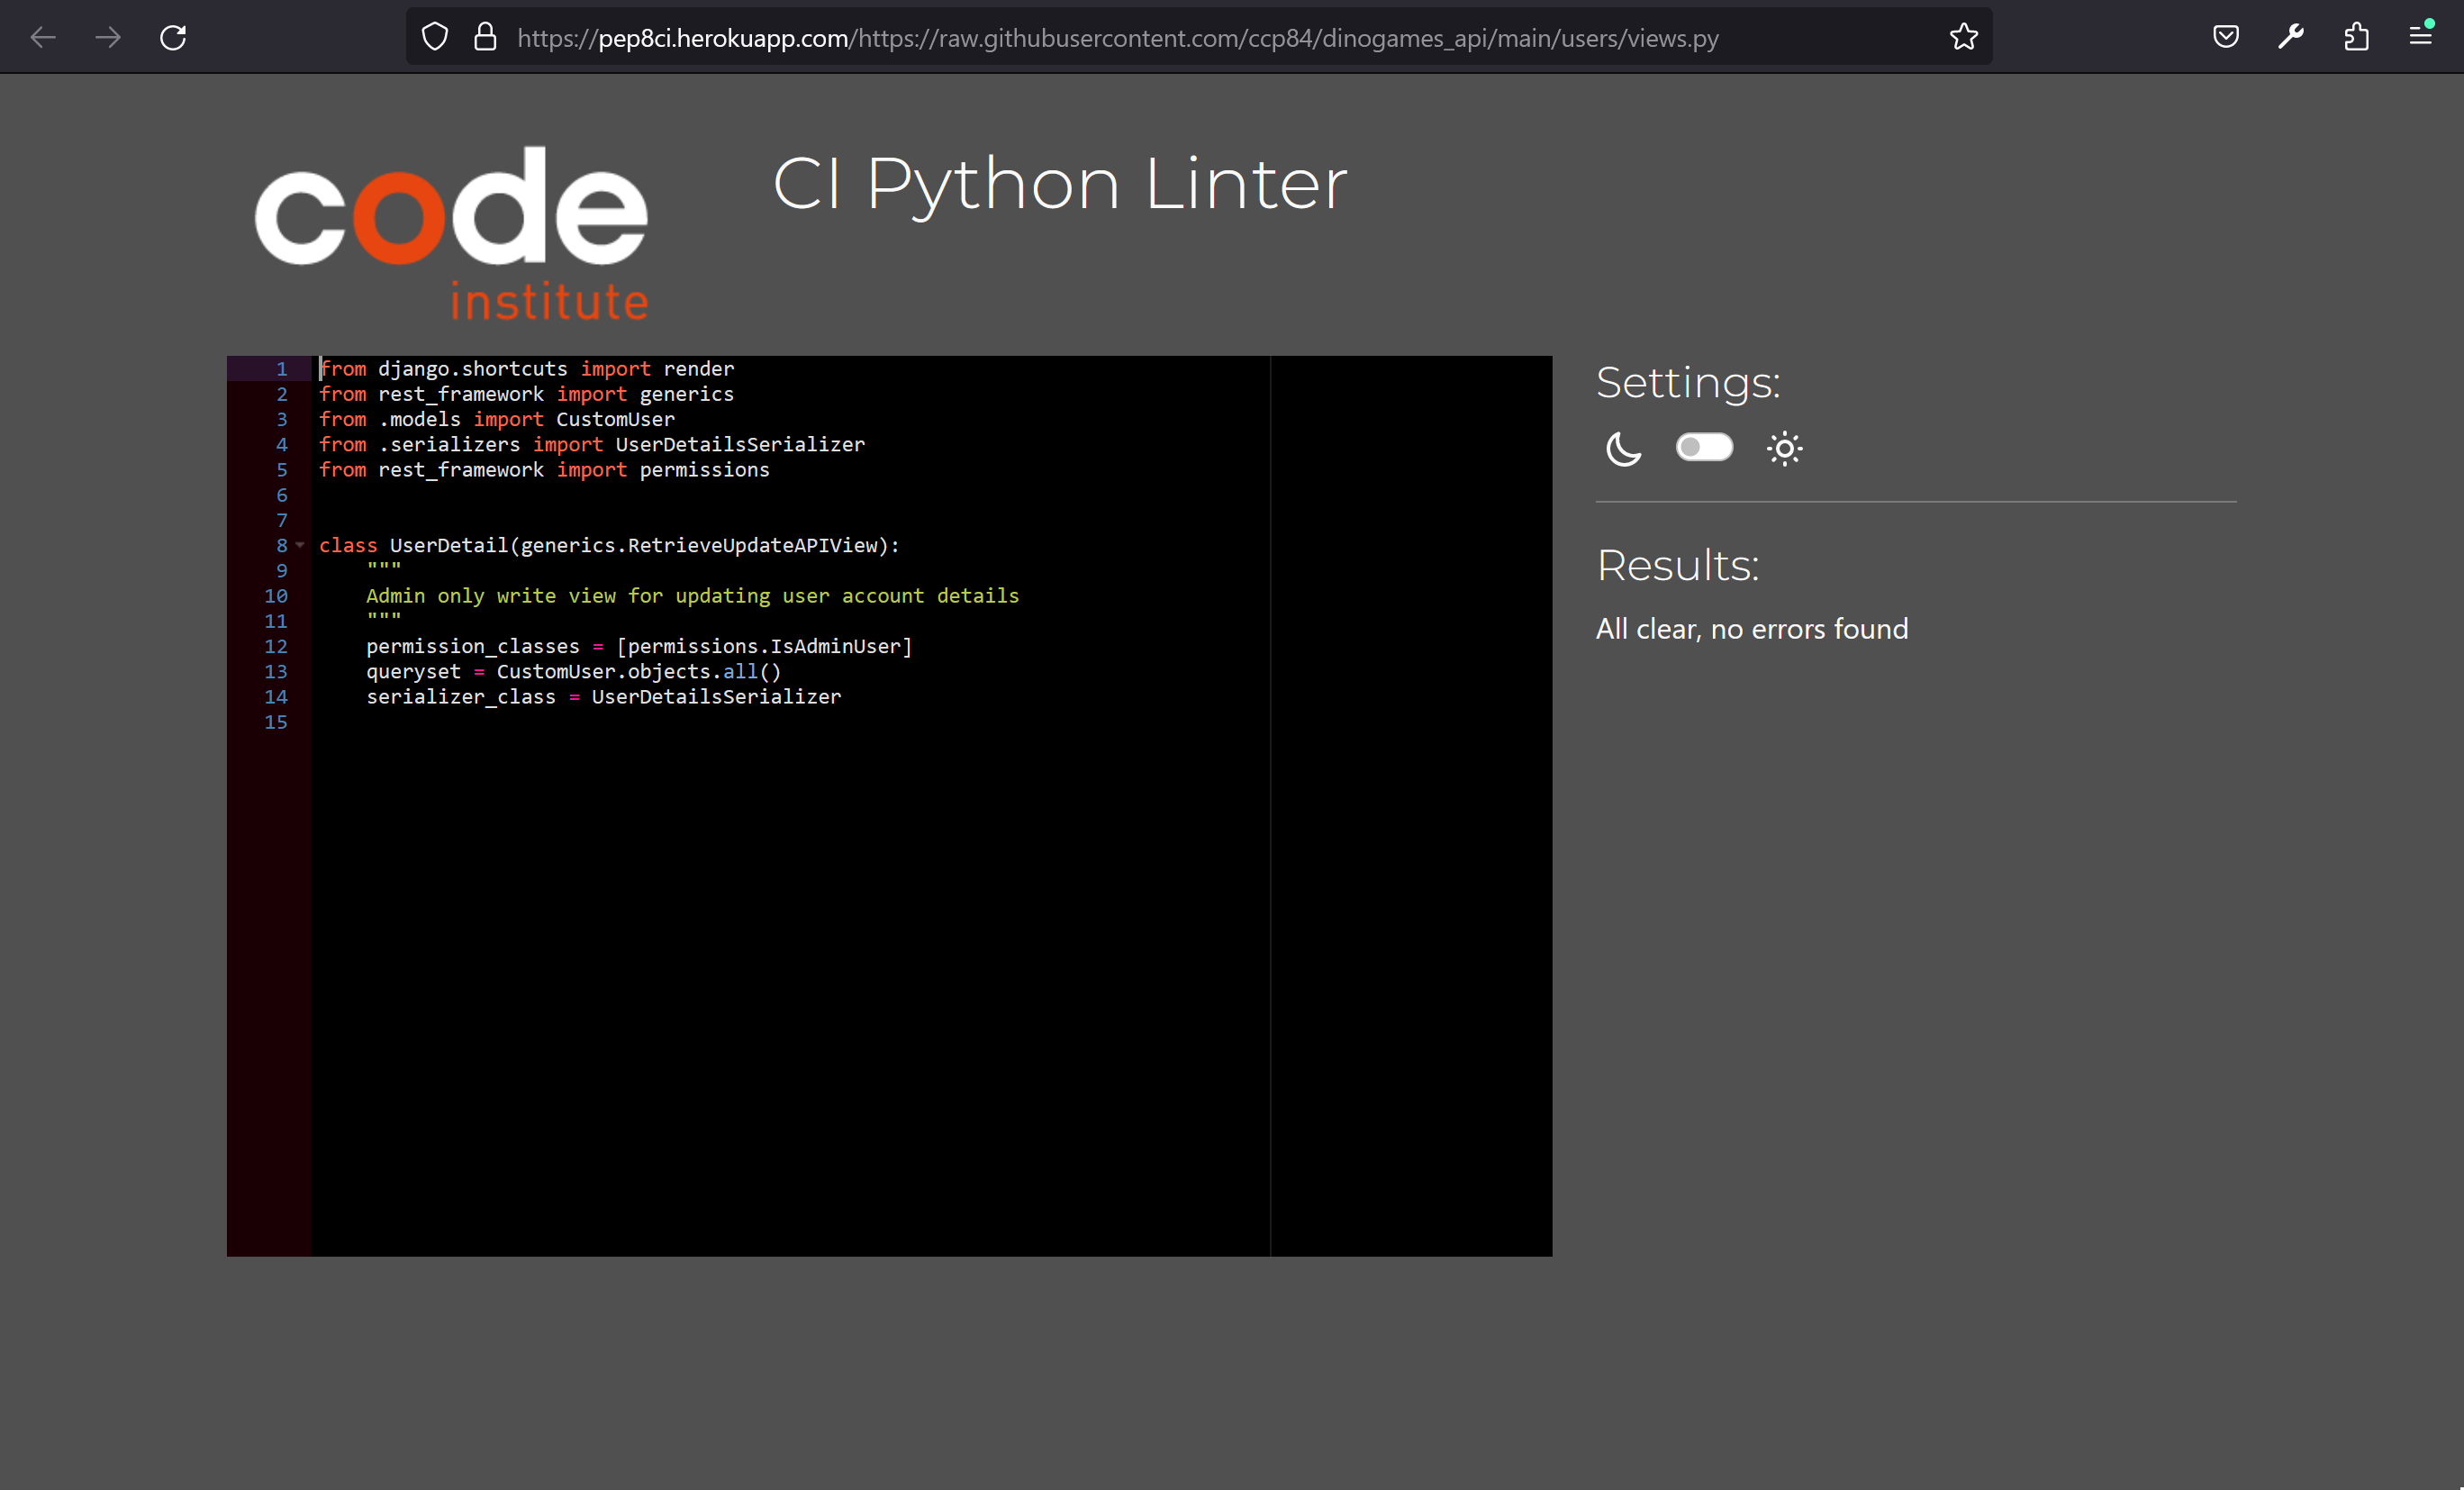 https://pep8ci.herokuapp.com/https://raw.githubusercontent.com/ccp84/dinogames_api/main/users/views.py
code
institute
CI Python Linter
1 from django.shortcuts import render
2 from rest_framework import generics
3 from .models import CustomUser
4 from .serializers import UserDetailsSerializer
5 from rest_framework import permissions
6
7
8 class UserDetail(generics.RetrieveUpdateAPIView):
9     """
10     Admin only write view for updating user account details
11     """
12     permission_classes = [permissions.IsAdminUser]
13     queryset = CustomUser.objects.all()
14     serializer_class = UserDetailsSerializer
15
Settings:
Results:
All clear, no errors found